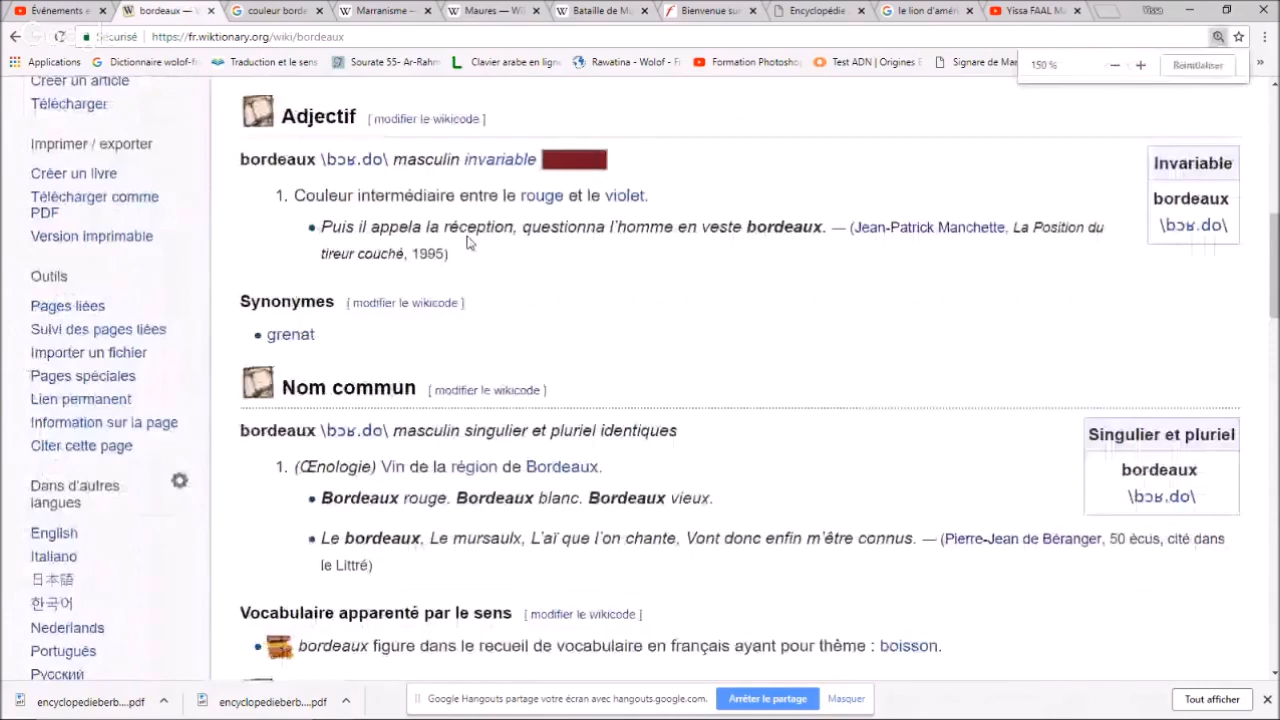 Événements e
bordeaux — w
couleur borde
Marranisme —
Maures — Wi
Bataille de Mu
Bienvenue su
Encyclopédie
le lion d'améri
Yissa FAAL Ma
Yissa
Sécurisé
https://fr.wiktionary.org/wiki/bordeaux
Applications
Dictionnaire wolof-fr
Traduction et le sens
Sourate 55- Ar-Rahm
Clavier arabe en ligne
Rawatina - Wolof - Fr
Formation Photoshop
Test ADN | Origines E
Signare de Mar
»
150 %
Réinitialiser
Créer un article
Télécharger
Imprimer / exporter
Créer un livre
Télécharger comme
PDF
Version imprimable
Outils
Pages liées
Suivi des pages liées
Importer un fichier
Pages spéciales
Lien permanent
Information sur la page
Citer cette page
Dans d'autres
langues
English
Italiano
日本語
한국어
Nederlands
Português
Русский
Adjectif [ modifier le wikicode ]
bordeaux \bɔʁ.do\ masculin invariable
1. Couleur intermédiaire entre le rouge et le violet.
• Puis il appela la réception, questionna l'homme en veste bordeaux. — (Jean-Patrick Manchette, La Position du
tireur couché, 1995)
Invariable
bordeaux
\bɔʁ.do\
Synonymes [ modifier le wikicode ]
• grenat
Nom commun [ modifier le wikicode ]
bordeaux \bɔʁ.do\ masculin singulier et pluriel identiques
1. (Œnologie) Vin de la région de Bordeaux.
• Bordeaux rouge. Bordeaux blanc. Bordeaux vieux.
• Le bordeaux, Le mursaulx, L'aï que l'on chante, Vont donc enfin m'être connus. — (Pierre-Jean de Béranger, 50 écus, cité dans
le Littré)
Singulier et pluriel
bordeaux
\bɔʁ.do\
Vocabulaire apparenté par le sens [ modifier le wikicode ]
• bordeaux figure dans le recueil de vocabulaire en français ayant pour thème : boisson.
encyclopedieberb....pdf
encyclopedieberb....pdf
Google Hangouts partage votre écran avec hangouts.google.com.
Arrêter le partage
Masquer
Tout afficher